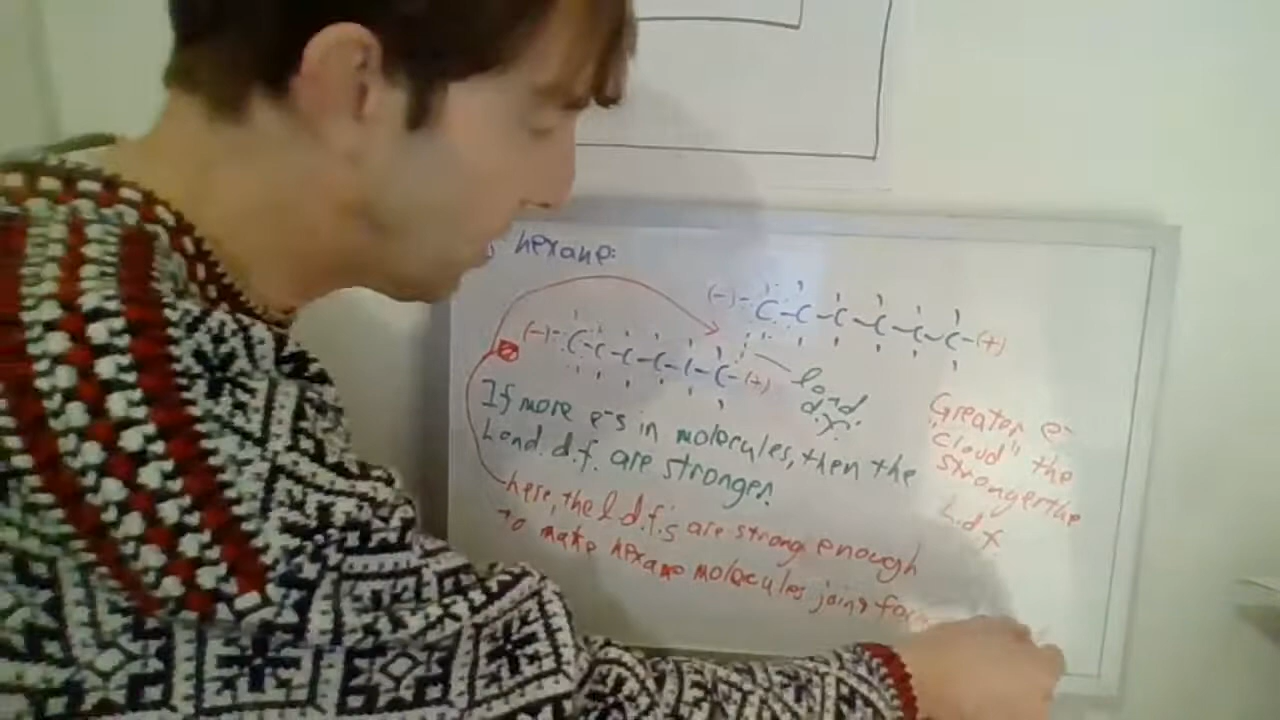 hexane:
(-) C-C-C-C-C-C-(+)
(-) C-C-C-C-C-C-(+)
lond
d.f.
If more e-s in molecules, then the
Lond. d.f. are stronger.
here, the l d.f.'s are strong enough
to make hexane molecules joing
Greater e-
"cloud" the
stronger the
L.d.f